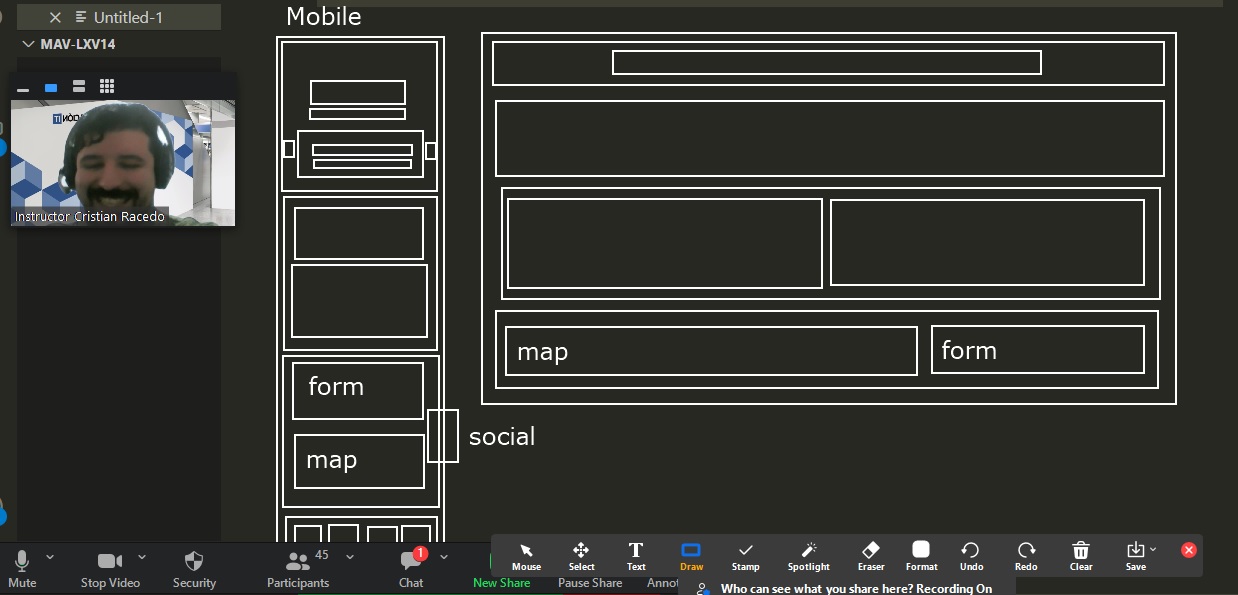 Mobile
Untitled-1
MAV-LXV14
Instructor Cristian Racedo
map
form
form
map
social
Mouse
Select
Text
Draw
Stamp
Spotlight
Eraser
Format
Undo
Redo
Clear
Save
45
1
Mute
Stop Video
Security
Participants
Chat
New Share
Pause Share
Annot
Who can see what you share here? Recording On